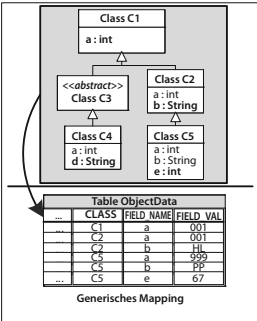 Class C1
a : int
<<abstract>>
Class C3
Class C2
a : int
b : String
Class C4
a : int
d : String
Class C5
a : int
b : String
e : int
Table ObjectData
... CLASS FIELD_NAME FIELD_VAL
... C1 a 001
... C2 a 001
C2 b HL
C5 a 999
C5 b PP
... C5 e 67
Generisches Mapping